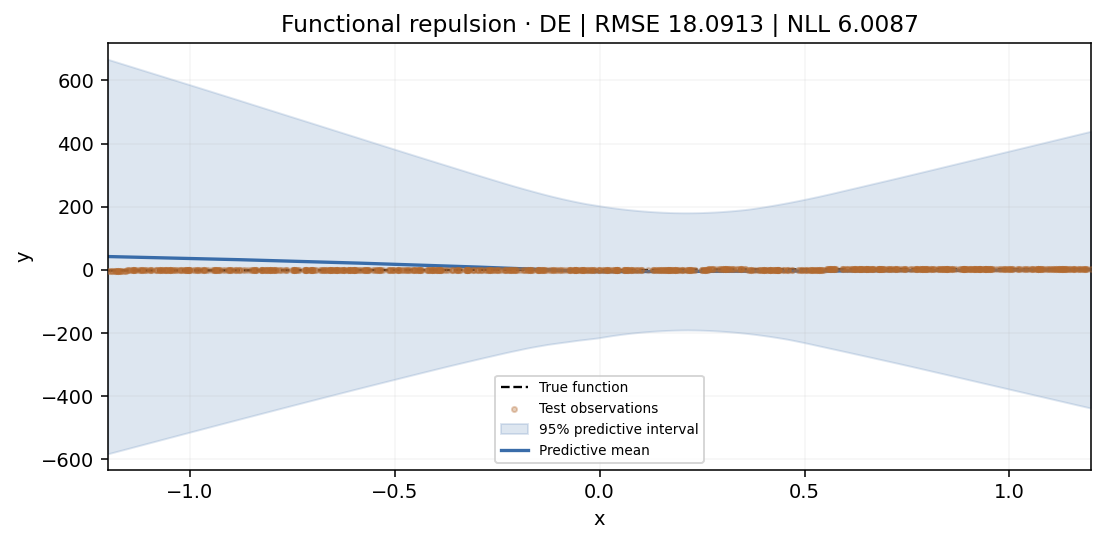 Functional repulsion · DE | RMSE 18.0913 | NLL 6.0087
y
600
400
200
0
−200
−400
−600
True function
Test observations
95% predictive interval
Predictive mean
−1.0
−0.5
0.0
0.5
1.0
x